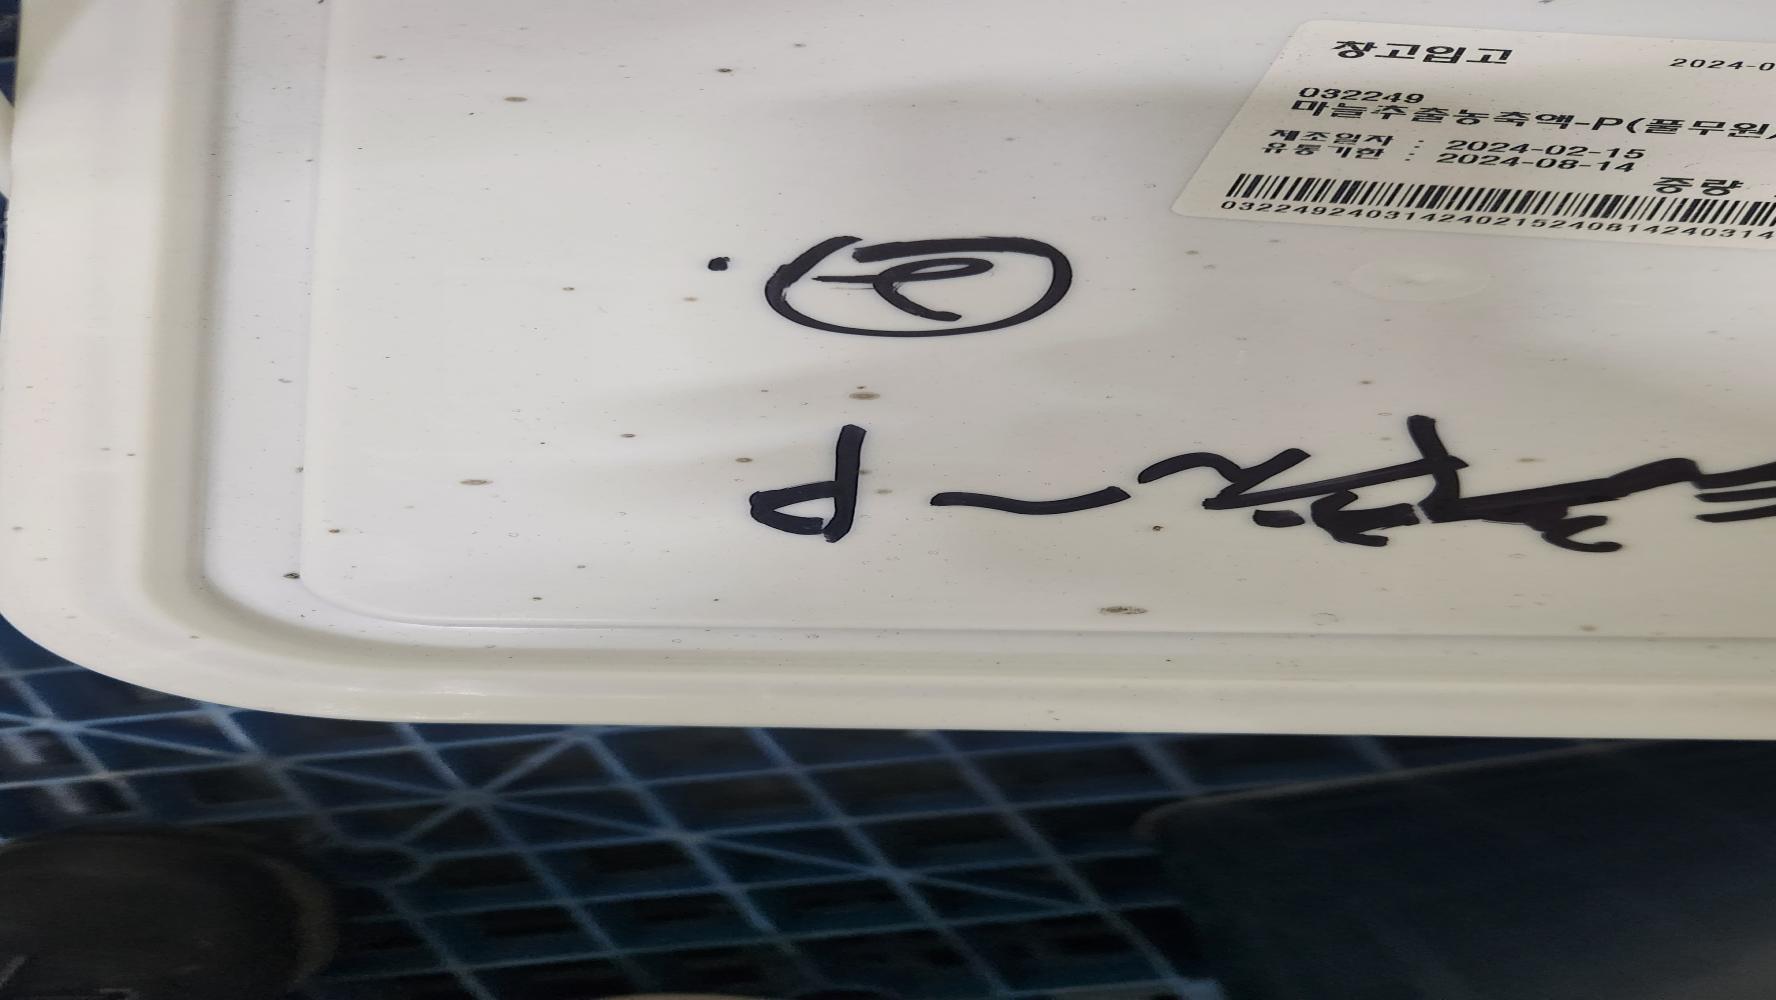 창고입고 2024-0
032249
마늘추출농축액-P(풀무원
제조일자 : 2024-02-15
유통기한 : 2024-08-14
중량
032249240314240215240814240314
P